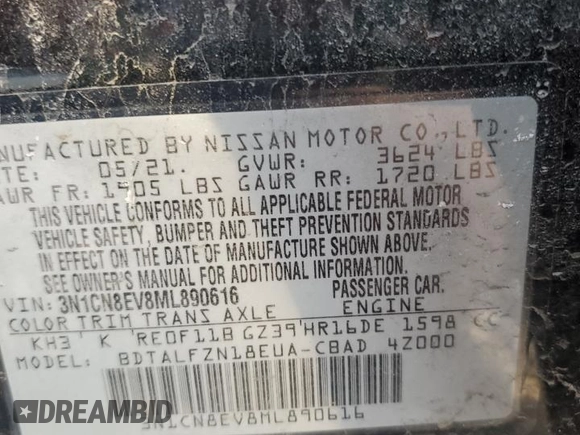 NUFACTURED BY NISSAN MOTOR CO., LTD.
TE: 05/21. GVWR: 3624 LBS
AWR FR: 1905 LBS GAWR RR: 1720 LBS
THIS VEHICLE CONFORMS TO ALL APPLICABLE FEDERAL MOTOR
VEHICLE SAFETY, BUMPER AND THEFT PREVENTION STANDARDS
IN EFFECT ON THE DATE OF MANUFACTURE SHOWN ABOVE.
SEE OWNER'S MANUAL FOR ADDITIONAL INFORMATION.
VIN: 3N1CN8EV8ML890616 PASSENGER CAR.
COLOR TRIM TRANS AXLE ENGINE
KH3 K RE0F11B GZ39 HR16DE 1598 CC
MODEL: BDTALFZN18EUA-CBAD 4Z000
3N1CN8EV8ML890616
DREAMBID